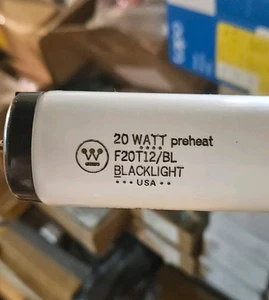 20 WATT preheat
F20T12/BL
BLACKLIGHT
••• USA ••